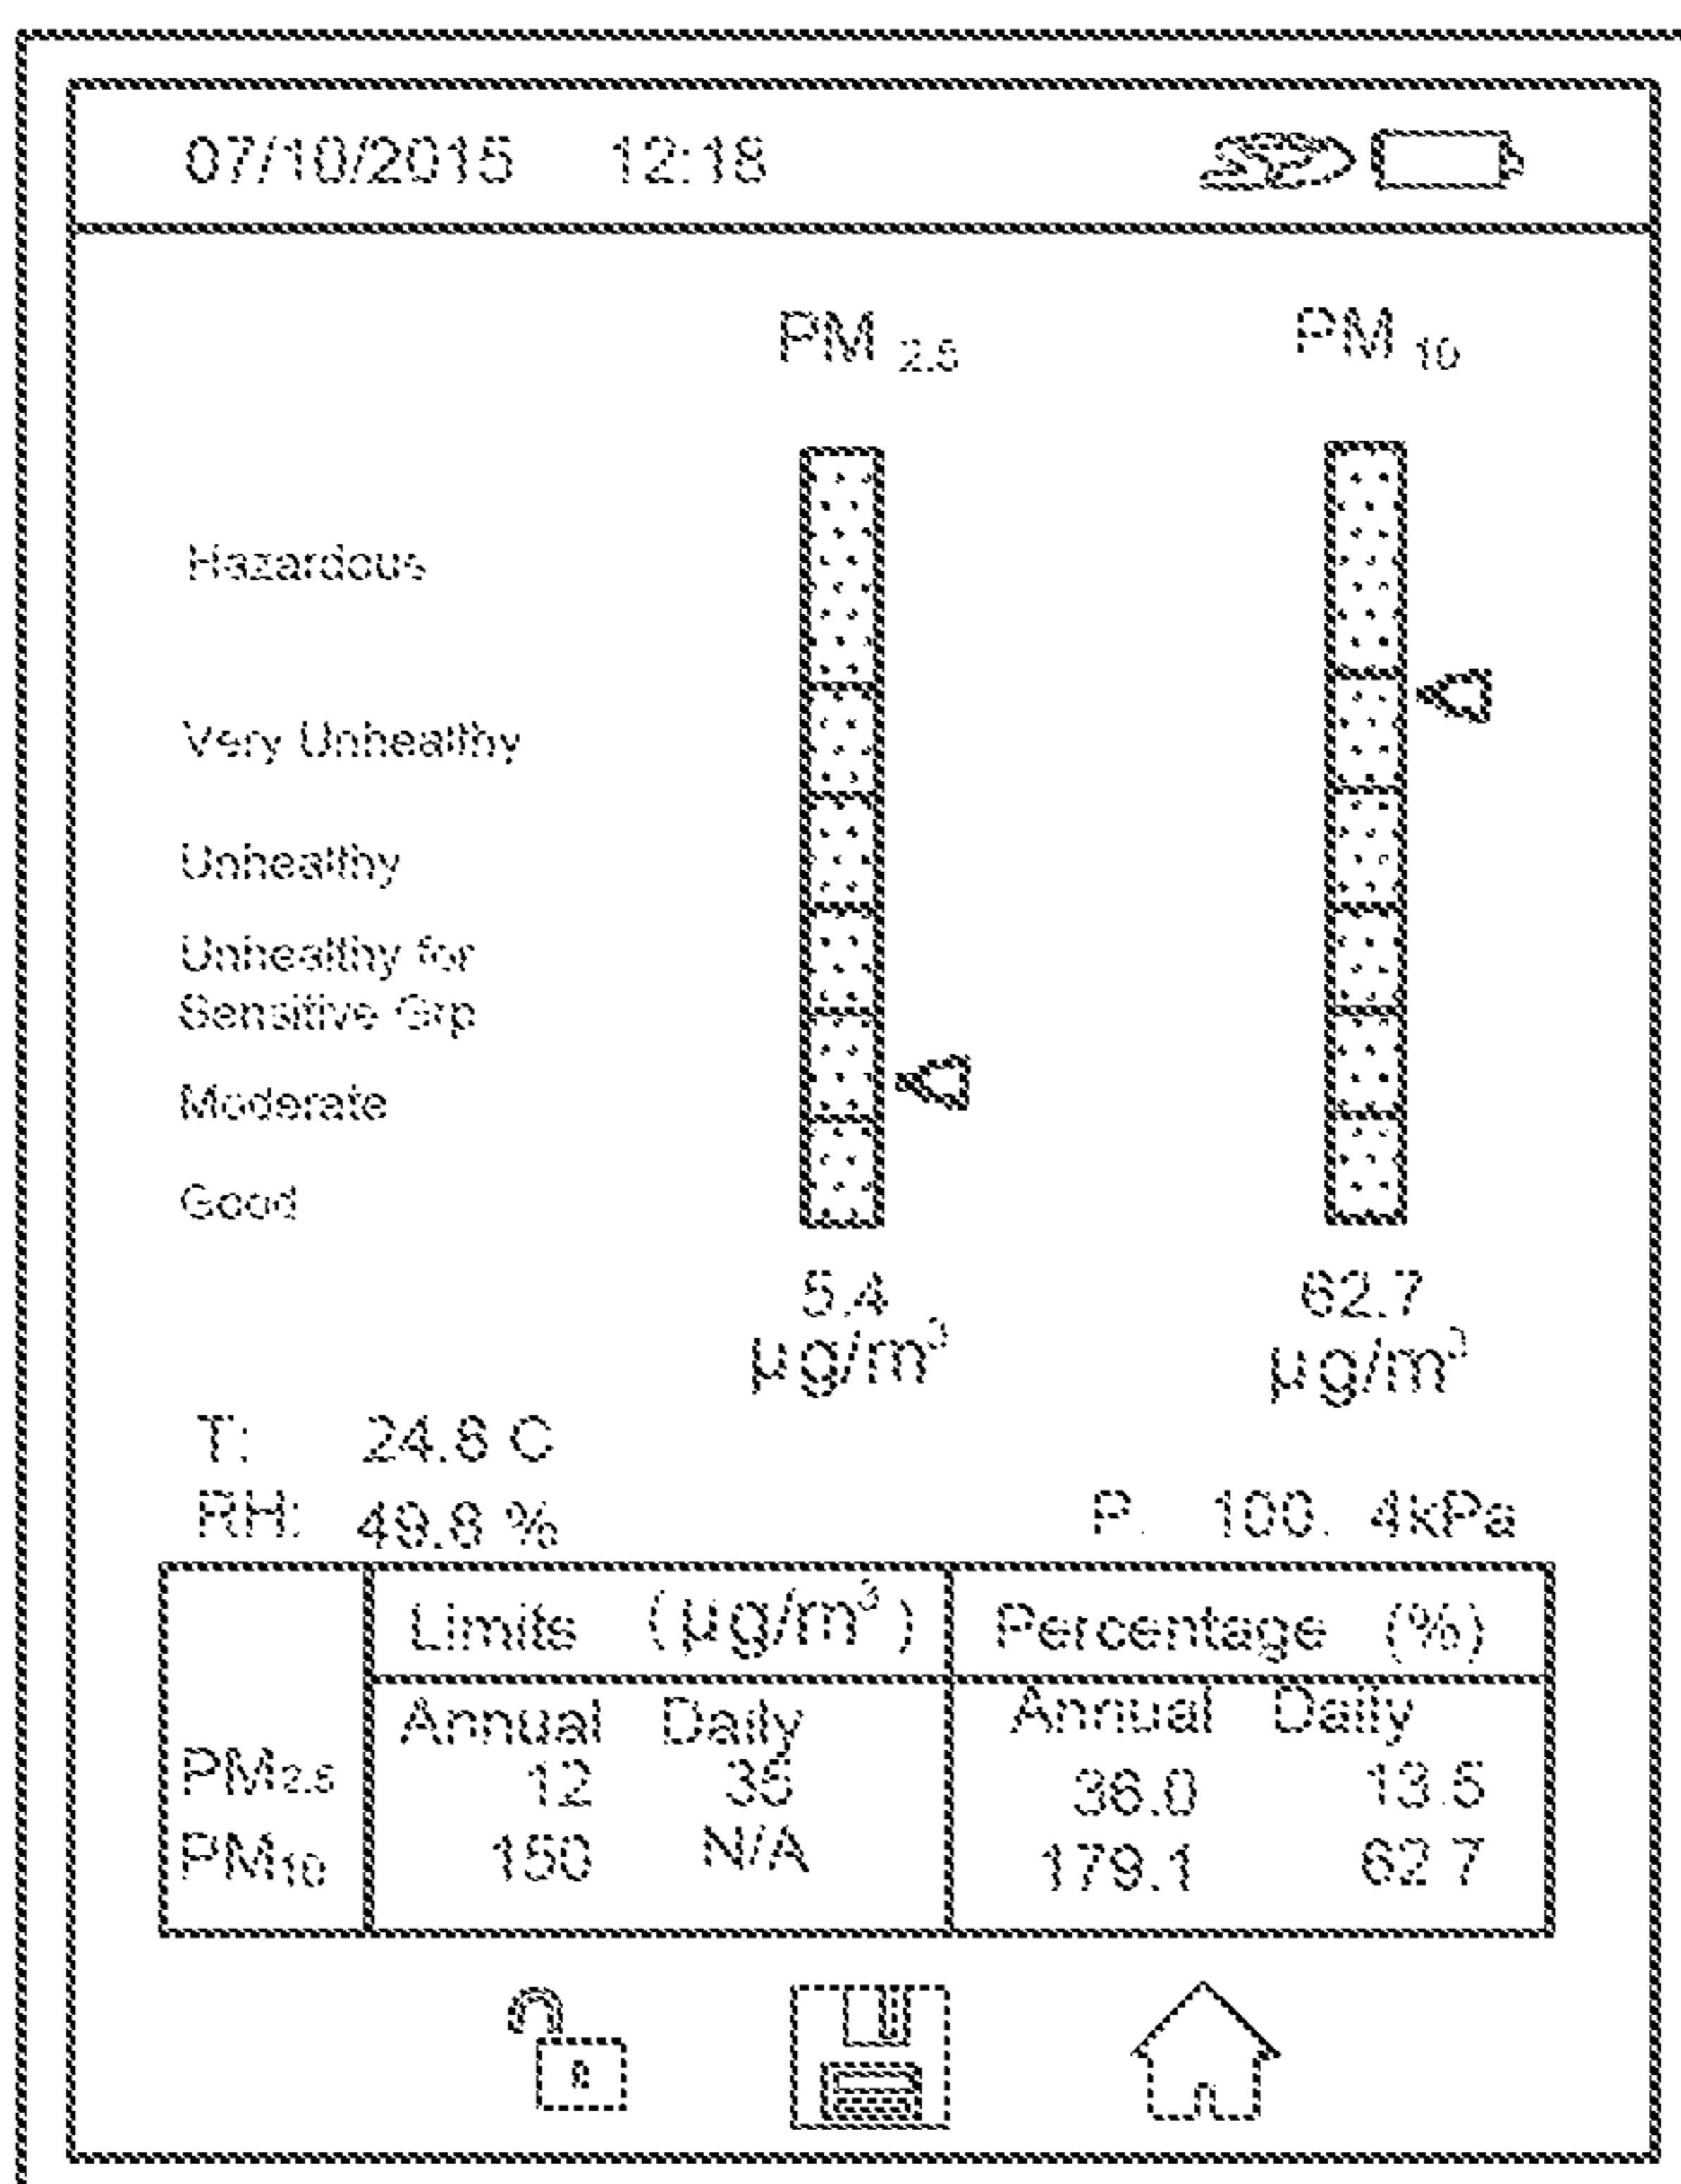 07/10/2015 12:18
PM 2.5 PM 10
Hazardous
Very Unhealthy
Unhealthy
Unhealthy for
Sensitive Grp
Moderate
Good
5.4 62.7
µg/m³ µg/m³
T: 24.8 C
RH: 49.8 % P. 100. 4kPa
Limits (µg/m³) Percentage (%)
Annual Daily Annual Daily
PM2.5 12 35 36.0 13.5
PM10 150 N/A 179.1 62.7